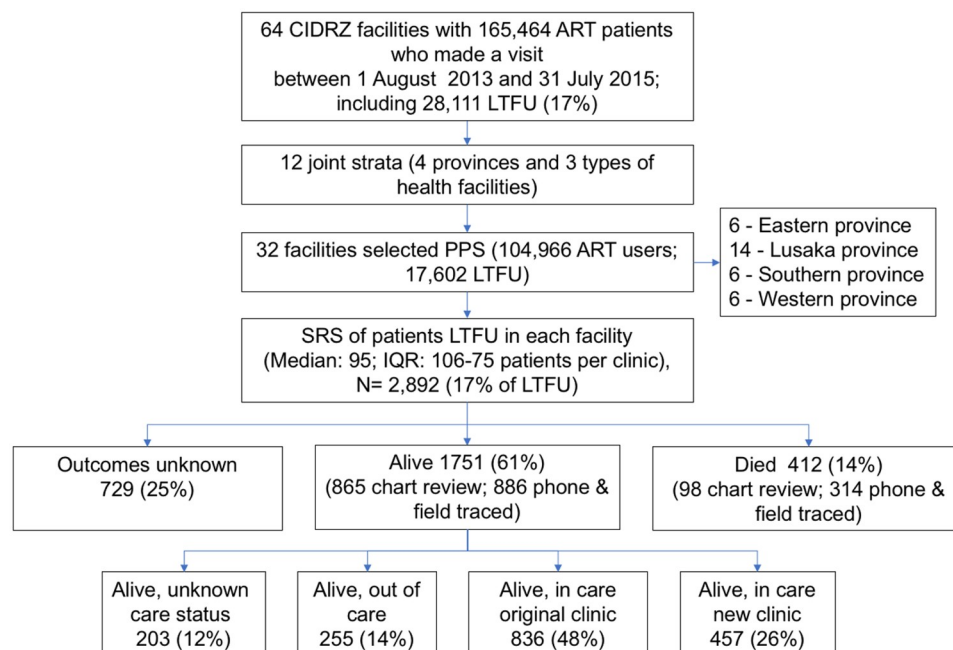 64 CIDRZ facilities with 165,464 ART patients
who made a visit
between 1 August 2013 and 31 July 2015;
including 28,111 LTFU (17%)
12 joint strata (4 provinces and 3 types of
health facilities)
32 facilities selected PPS (104,966 ART users;
17,602 LTFU)
6 - Eastern province
14 - Lusaka province
6 - Southern province
6 - Western province
SRS of patients LTFU in each facility
(Median: 95; IQR: 106-75 patients per clinic),
N= 2,892 (17% of LTFU)
Outcomes unknown
729 (25%)
Alive 1751 (61%)
(865 chart review; 886 phone &
field traced)
Died 412 (14%)
(98 chart review; 314 phone &
field traced)
Alive, unknown
care status
203 (12%)
Alive, out of
care
255 (14%)
Alive, in care
original clinic
836 (48%)
Alive, in care
new clinic
457 (26%)